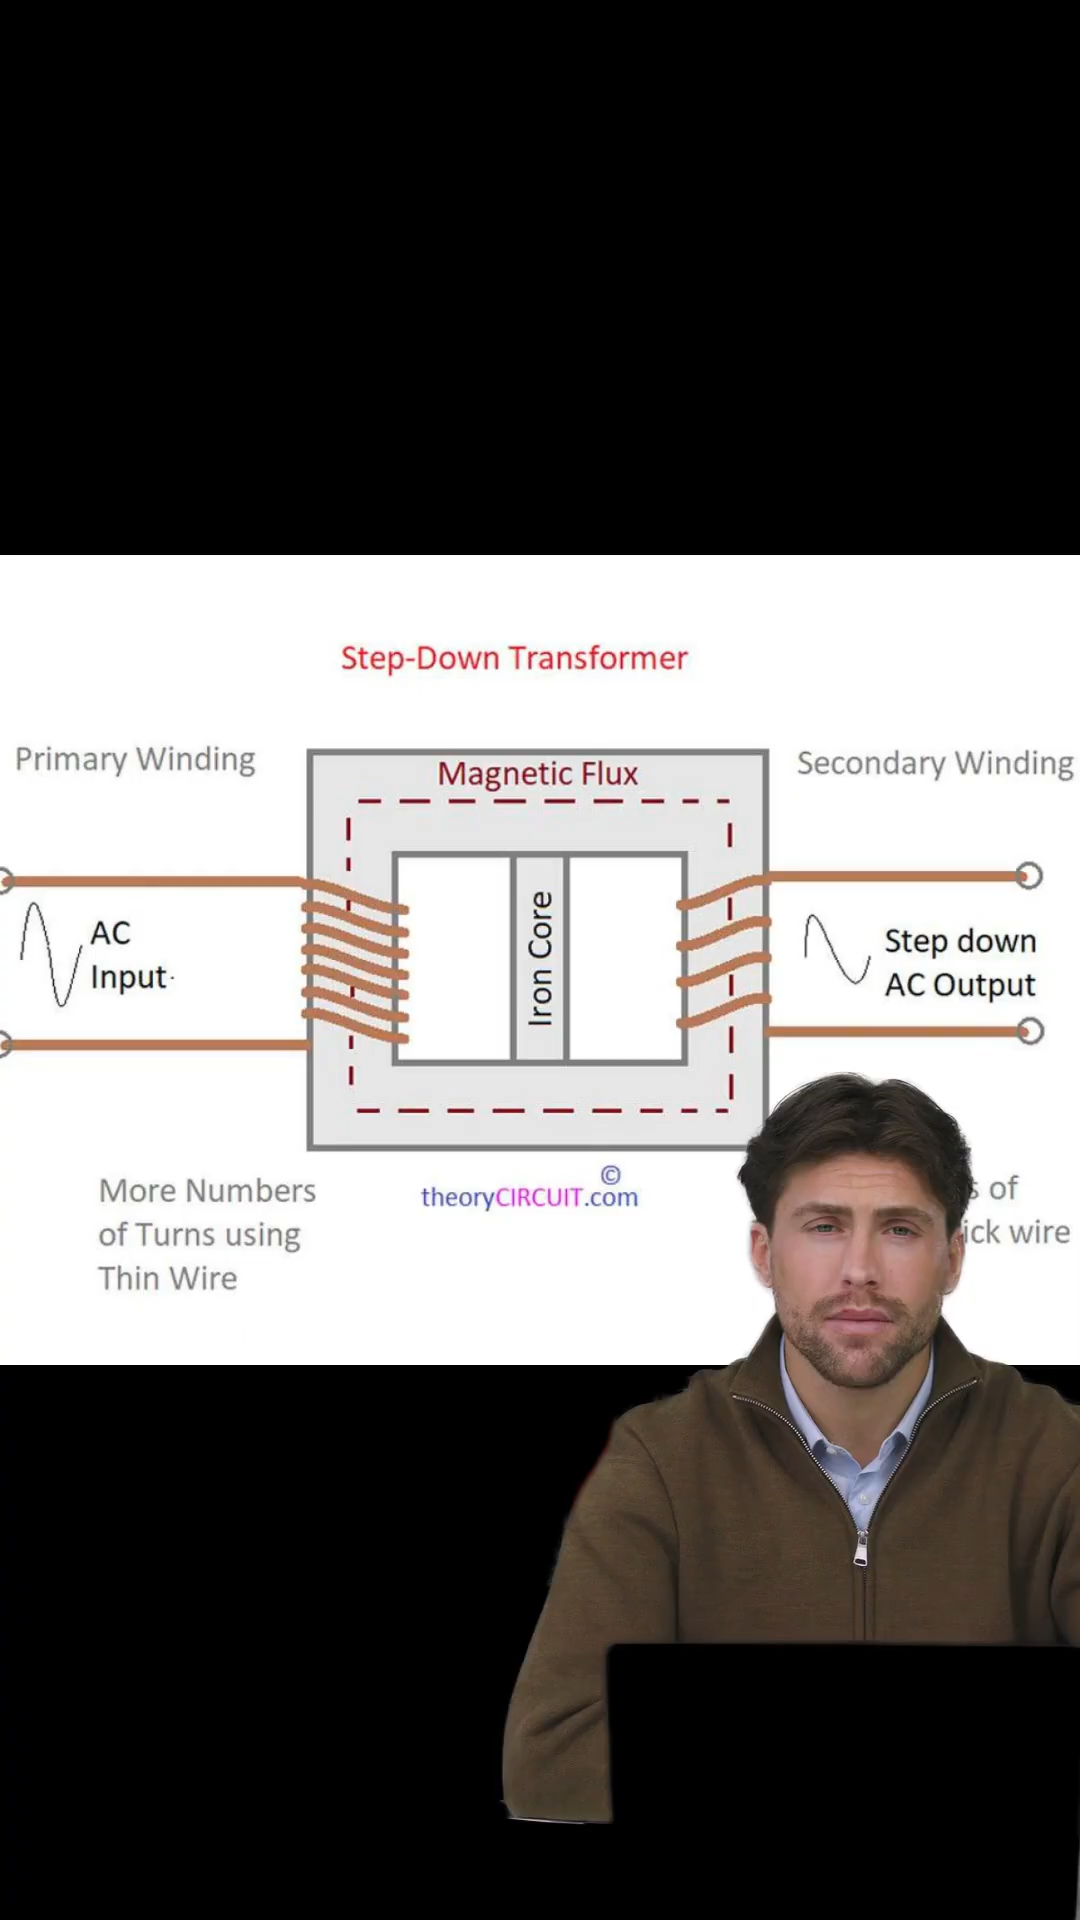 Step-Down Transformer
Primary Winding
Magnetic Flux
Secondary Winding
AC
Input
Iron Core
Step down
AC Output
More Numbers
of Turns using
Thin Wire
©
theoryCIRCUIT.com
of
wire